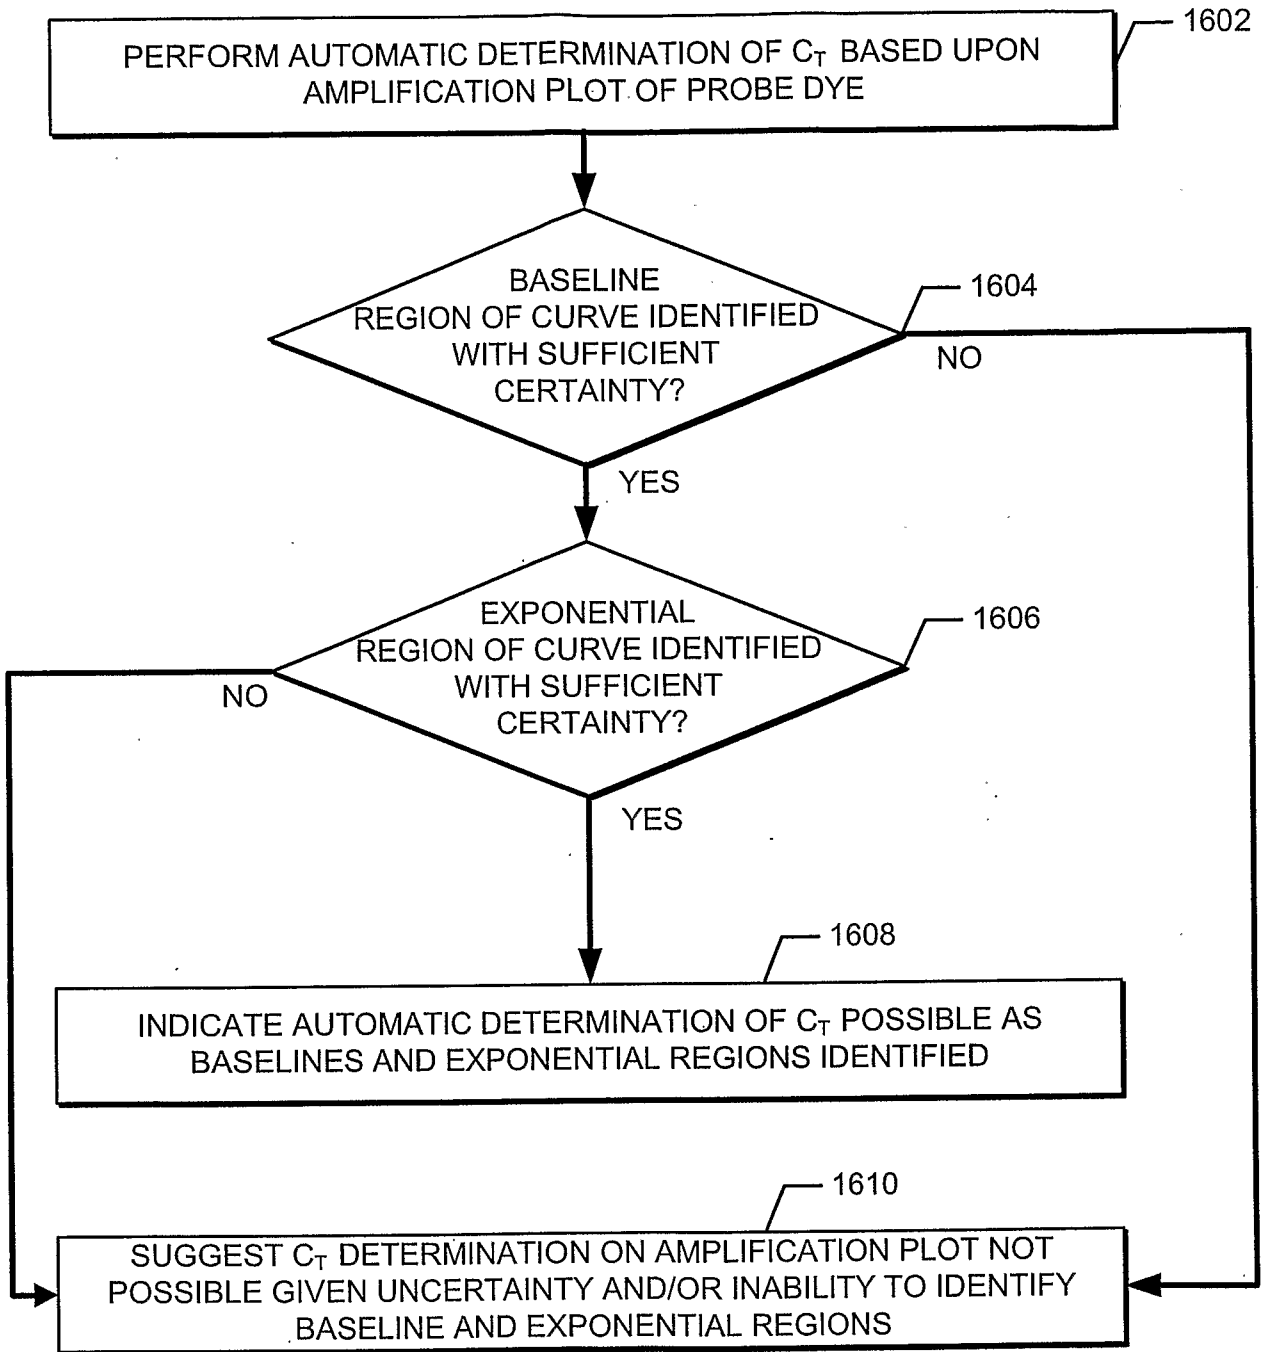 1602
PERFORM AUTOMATIC DETERMINATION OF CT BASED UPON
AMPLIFICATION PLOT OF PROBE DYE
BASELINE
REGION OF CURVE IDENTIFIED
WITH SUFFICIENT
CERTAINTY?
1604
NO
YES
EXPONENTIAL
REGION OF CURVE IDENTIFIED
WITH SUFFICIENT
CERTAINTY?
1606
NO
YES
1608
INDICATE AUTOMATIC DETERMINATION OF CT POSSIBLE AS
BASELINES AND EXPONENTIAL REGIONS IDENTIFIED
1610
SUGGEST CT DETERMINATION ON AMPLIFICATION PLOT NOT
POSSIBLE GIVEN UNCERTAINTY AND/OR INABILITY TO IDENTIFY
BASELINE AND EXPONENTIAL REGIONS